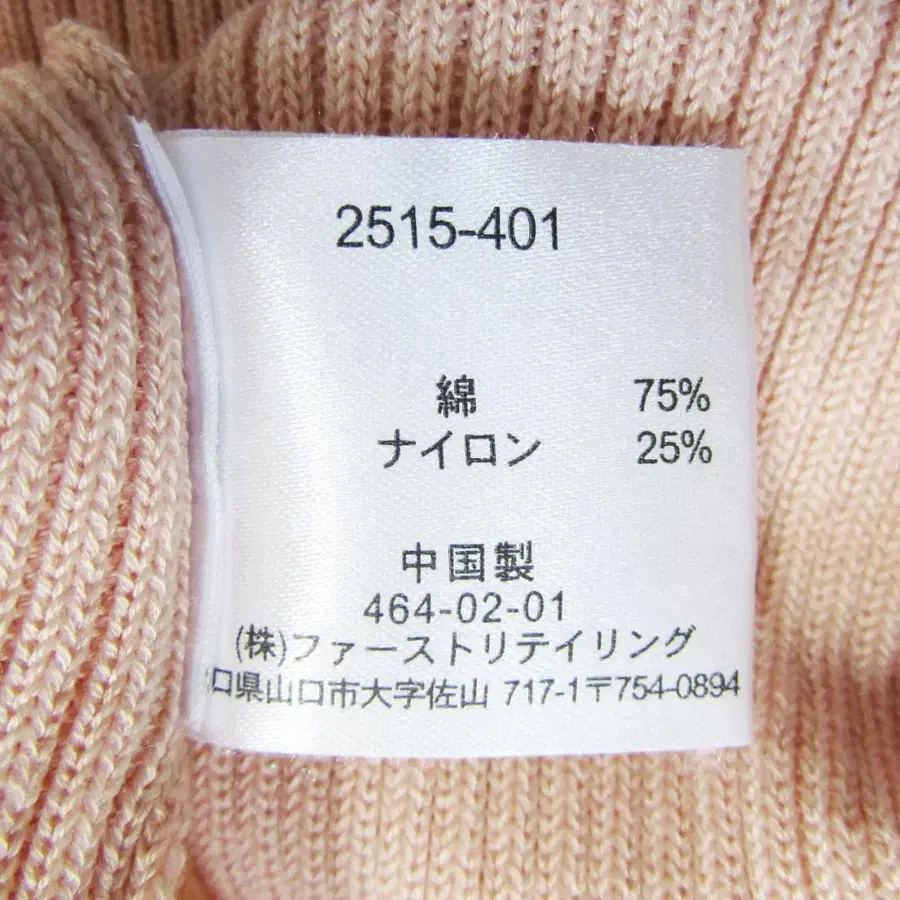 2515-401
綿 75%
ナイロン 25%
中国製
464-02-01
(株)ファーストリテイリング
口県山口市大字佐山 717-1〒754-0894